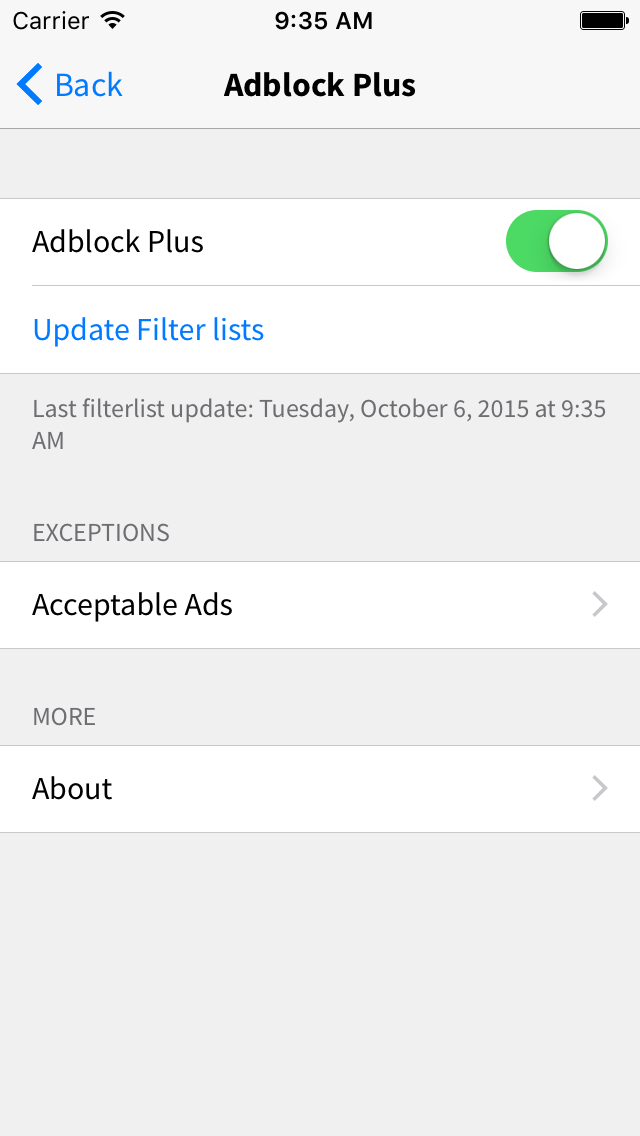 Carrier 9:35 AM
Back Adblock Plus
Adblock Plus
Update Filter lists
Last filterlist update: Tuesday, October 6, 2015 at 9:35
AM
EXCEPTIONS
Acceptable Ads
MORE
About